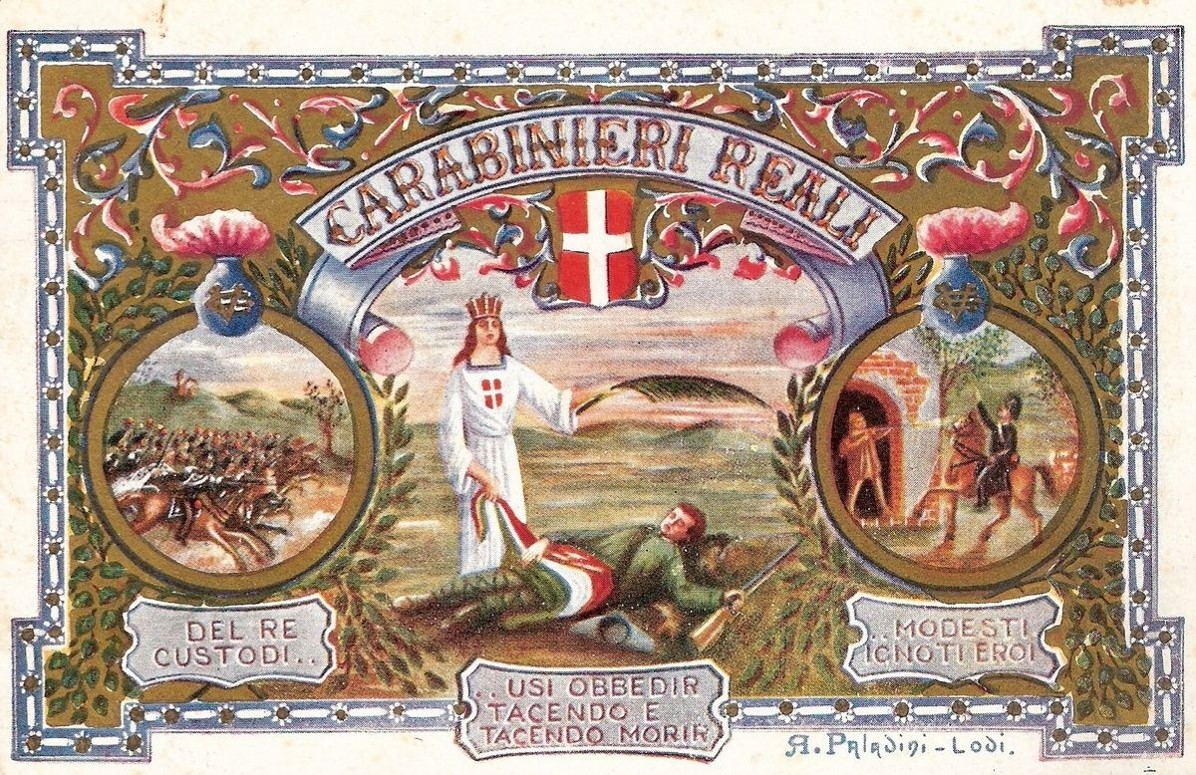 CARABINIERI REALI
DEL RE
CUSTODI..
..USI OBBEDIR
TACENDO E
TACENDO MORIR
..MODESTI
IGNOTI EROI
A. Paladini - Lodi.